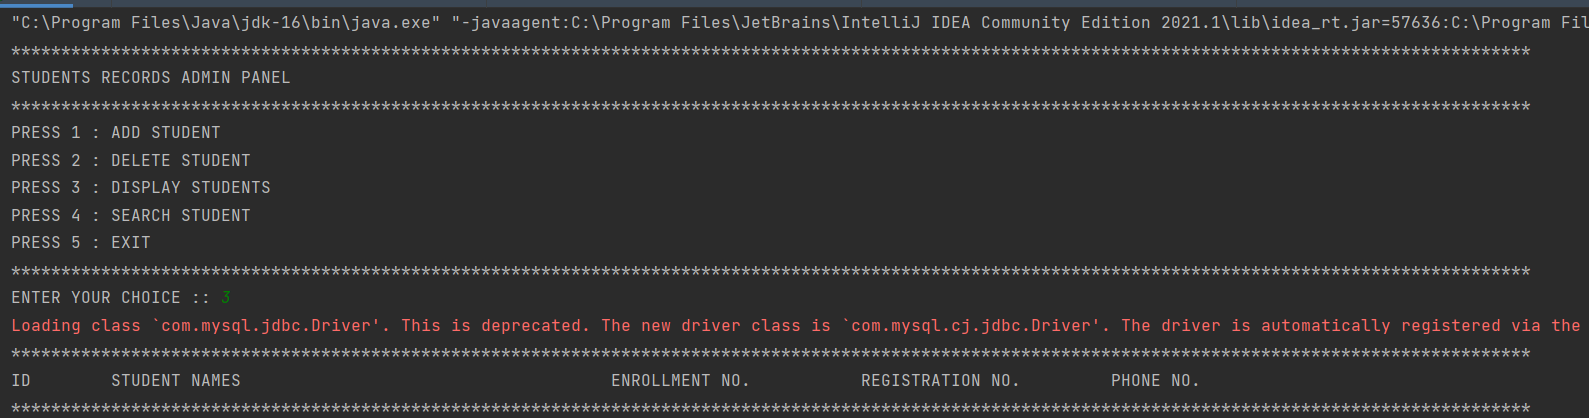 "C:\Program Files\Java\jdk-16\bin\java.exe" "-javaagent:C:\Program Files\JetBrains\IntelliJ IDEA Community Edition 2021.1\lib\idea_rt.jar=57636:C:\Program Fil
********************************************************************************************************************************************************
STUDENTS RECORDS ADMIN PANEL
********************************************************************************************************************************************************
PRESS 1 : ADD STUDENT
PRESS 2 : DELETE STUDENT
PRESS 3 : DISPLAY STUDENTS
PRESS 4 : SEARCH STUDENT
PRESS 5 : EXIT
********************************************************************************************************************************************************
ENTER YOUR CHOICE :: 3
Loading class `com.mysql.jdbc.Driver'. This is deprecated. The new driver class is `com.mysql.cj.jdbc.Driver'. The driver is automatically registered via the
********************************************************************************************************************************************************
ID        STUDENT NAMES                                     ENROLLMENT NO.           REGISTRATION NO.         PHONE NO.
********************************************************************************************************************************************************